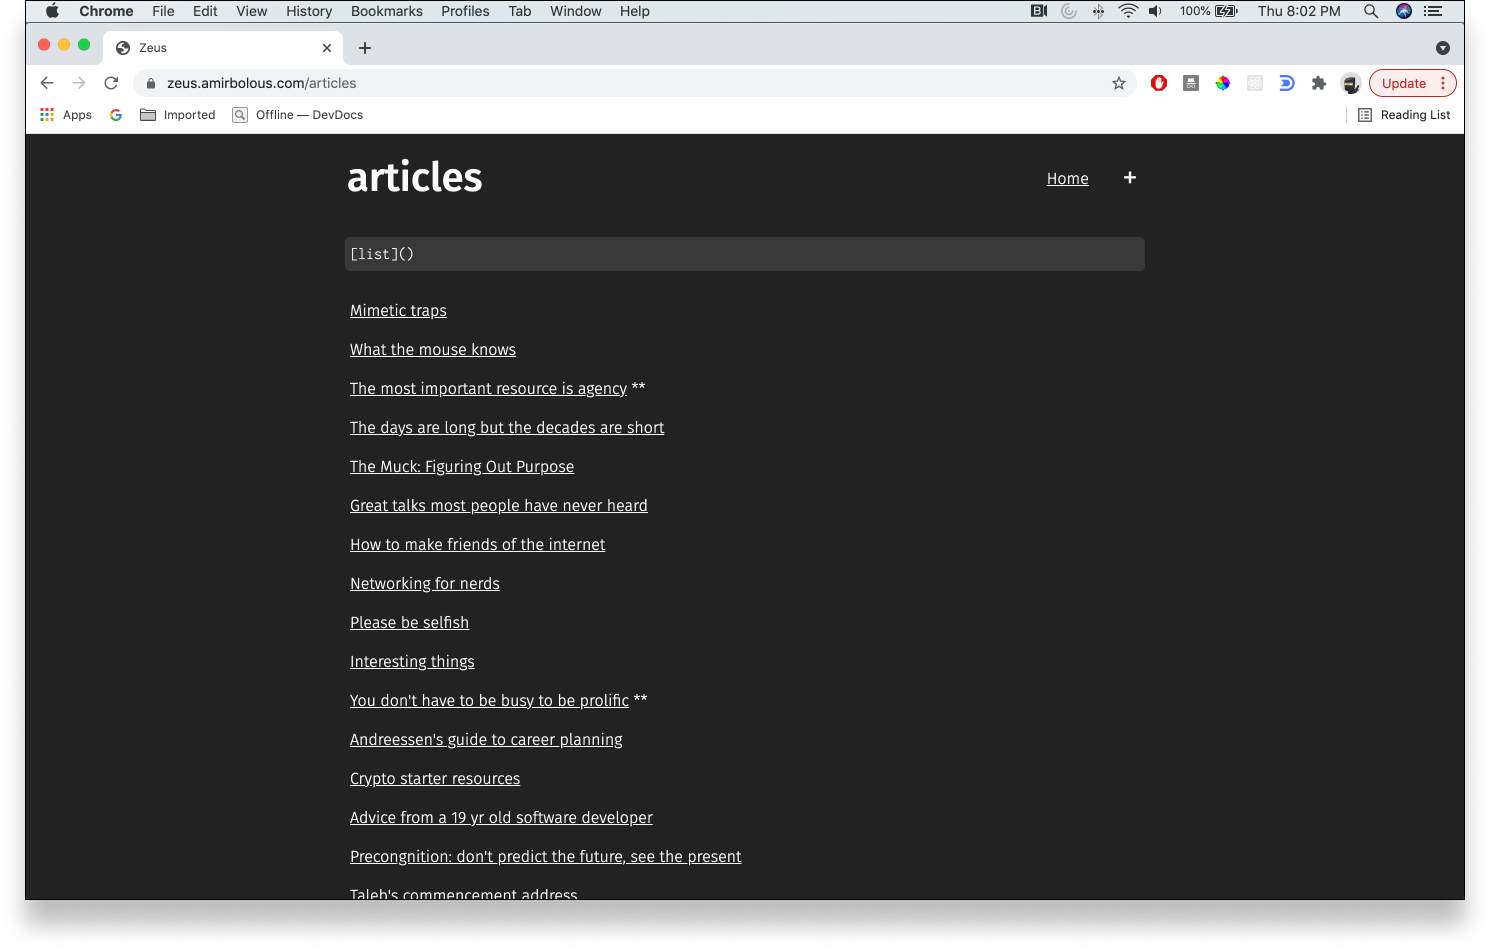 Chrome File Edit View History Bookmarks Profiles Tab Window Help 100% Thu 8:02 PM
Zeus
zeus.amirbolous.com/articles Update
Apps Imported Offline — DevDocs Reading List
articles Home +
[list]()
Mimetic traps
What the mouse knows
The most important resource is agency **
The days are long but the decades are short
The Muck: Figuring Out Purpose
Great talks most people have never heard
How to make friends of the internet
Networking for nerds
Please be selfish
Interesting things
You don't have to be busy to be prolific **
Andreessen's guide to career planning
Crypto starter resources
Advice from a 19 yr old software developer
Precongnition: don't predict the future, see the present
Taleb's commencement address